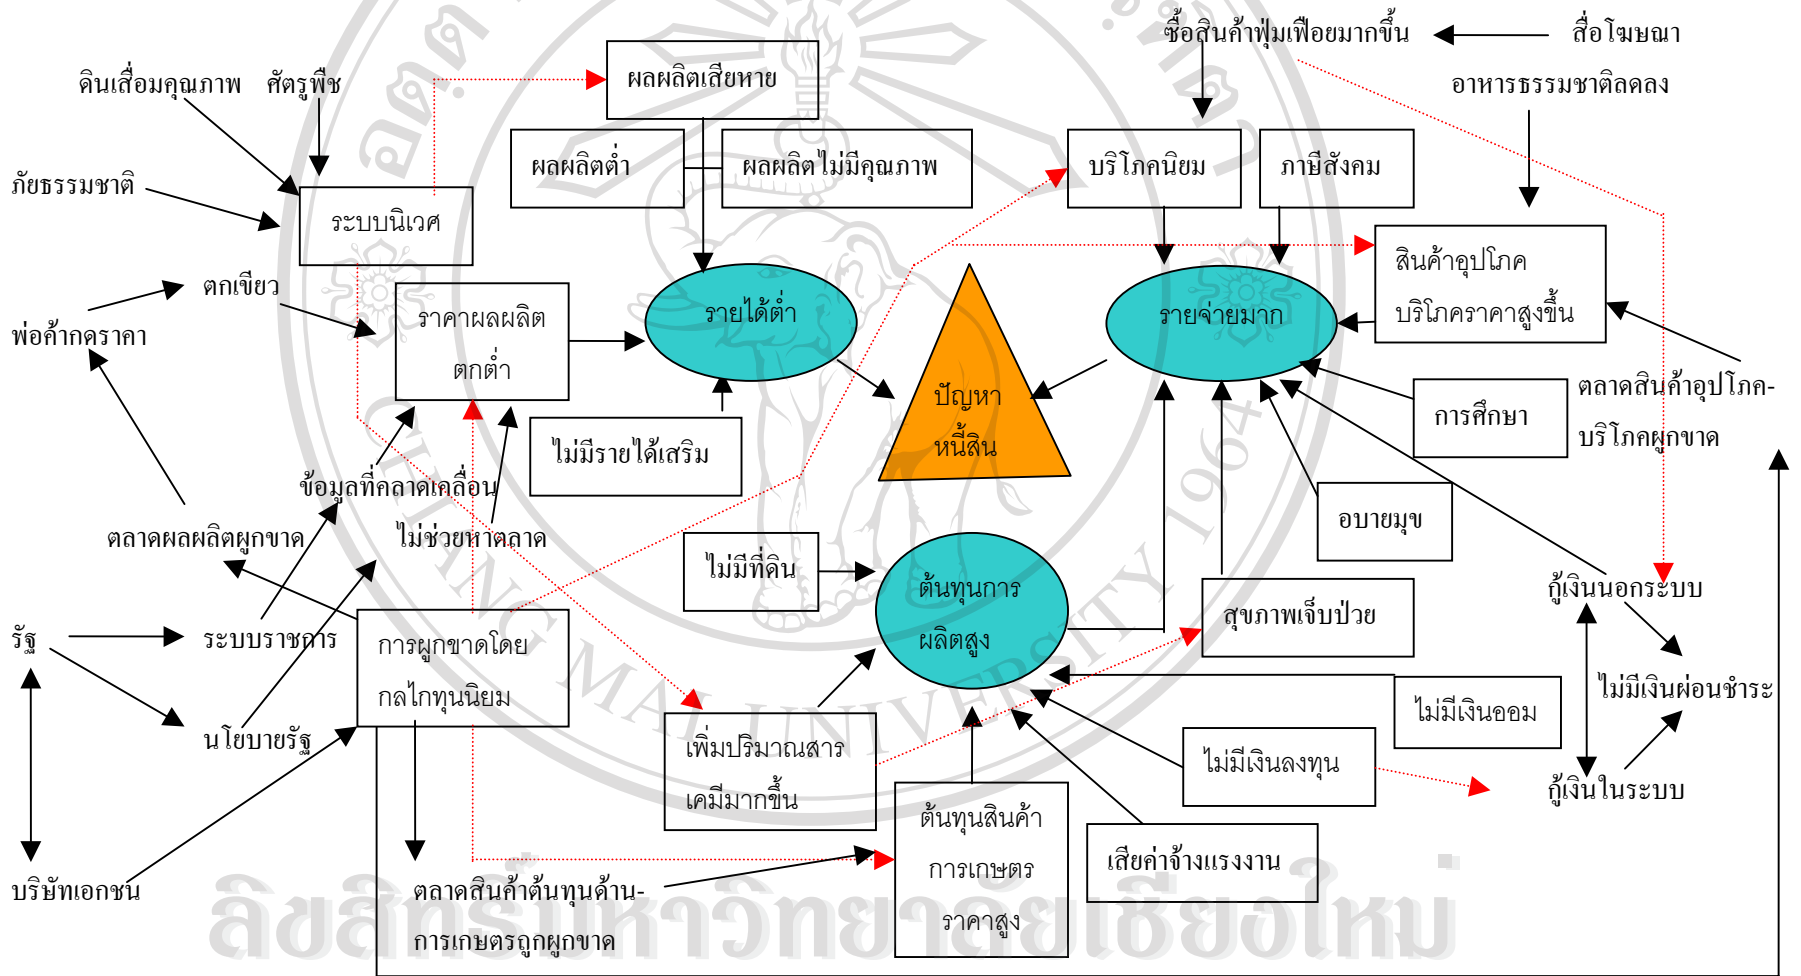 ซื้อสินค้าฟุ่มเฟือยมากขึ้น
สื่อโฆษณา
ดินเสื่อมคุณภาพ
ศัตรูพืช
ผลผลิตเสียหาย
อาหารธรรมชาติลดลง
ผลผลิตต่ำ
ผลผลิตไม่มีคุณภาพ
บริโภคนิยม
ภาษีสังคม
ภัยธรรมชาติ
ระบบนิเวศ
สินค้าอุปโภค
บริโภคราคาสูงขึ้น
ตกเขียว
พ่อค้ากดราคา
ราคาผลผลิต
ตกต่ำ
รายได้ต่ำ
รายจ่ายมาก
ปัญหา
หนี้สิน
ตลาดสินค้าอุปโภค-
บริโภคผูกขาด
การศึกษา
ไม่มีรายได้เสริม
ข้อมูลที่คลาดเคลื่อน
ตลาดผลผลิตผูกขาด
ไม่ช่วยหาตลาด
อบายมุข
ไม่มีที่ดิน
ต้นทุนการ
ผลิตสูง
กู้เงินนอกระบบ
สุขภาพเจ็บป่วย
รัฐ
ระบบราชการ
การผูกขาดโดย
กลไกทุนนิยม
ไม่มีเงินผ่อนชำระ
ไม่มีเงินออม
นโยบายรัฐ
เพิ่มปริมาณสาร
เคมีมากขึ้น
ไม่มีเงินลงทุน
กู้เงินในระบบ
ต้นทุนสินค้า
การเกษตร
ราคาสูง
เสียค่าจ้างแรงงาน
บริษัทเอกชน
ตลาดสินค้าต้นทุนด้าน-
การเกษตรถูกผูกขาด
CHIANG MAI UNIVERSITY 1964
ลิขสิทธิ์มหาวิทยาลัยเชียงใหม่